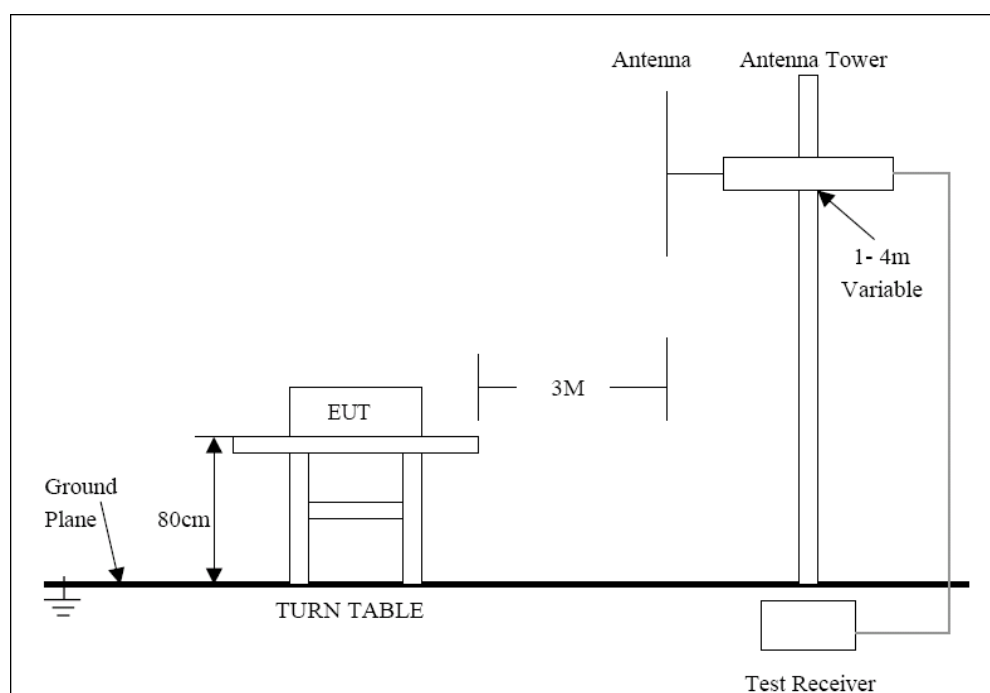 Antenna
Antenna Tower
1- 4m
Variable
3M
EUT
Ground
Plane
80cm
TURN TABLE
Test Receiver